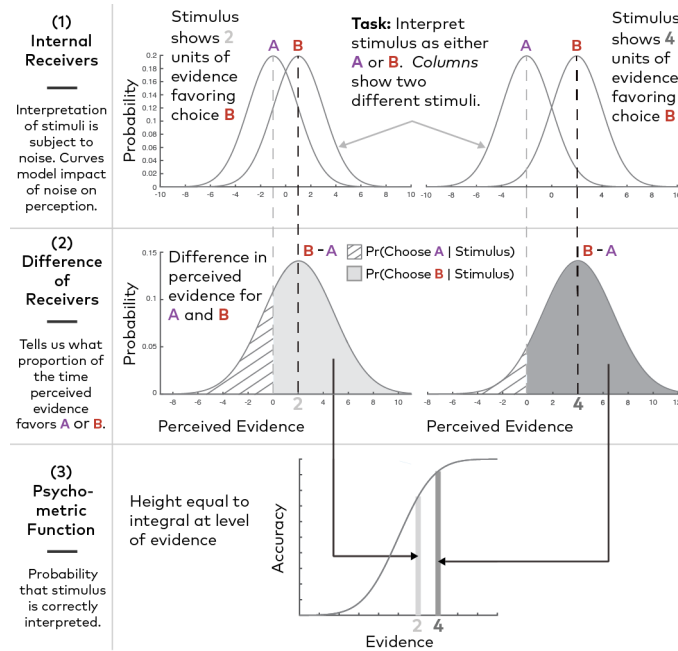 (1)
Internal
Receivers
Interpretation
of stimuli is
subject to
noise. Curves
model impact
of noise on
perception.
Stimulus
shows 2
units of
evidence
favoring
choice B
A
B
Task: Interpret
stimulus as either
A or B. Columns
show two
different stimuli.
A
B
Stimulus
shows 4
units of
evidence
favoring
choice B
Probability
0.2
0.18
0.16
0.14
0.12
0.1
0.08
0.06
0.04
0.02
0
-10 -8 -6 -4 -2 0 2 4 6 8 10
-10 -8 -6 -4 -2 0 2 4 6 8 10
(2)
Difference
of
Receivers
Tells us what
proportion of
the time
perceived
evidence
favors A or B.
Difference in
perceived
evidence for
A and B
B - A
Pr(Choose A | Stimulus)
Pr(Choose B | Stimulus)
B - A
Probability
0.15
0.1
0.05
0
-8 -6 -4 -2 0 2 4 6 8 10
Perceived Evidence
-8 -6 -4 -2 0 4 6 8 10 12
Perceived Evidence
(3)
Psycho-
metric
Function
Probability
that stimulus
is correctly
interpreted.
Height equal to
integral at level
of evidence
Accuracy
2 4
Evidence